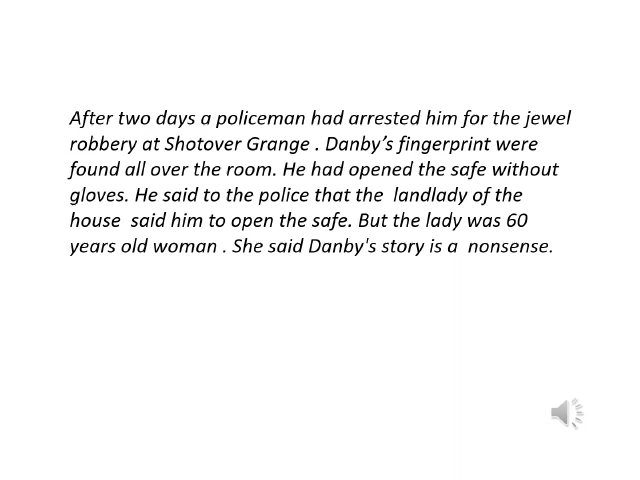 After two days a policeman had arrested him for the jewel
robbery at Shotover Grange . Danby’s fingerprint were
found all over the room. He had opened the safe without
gloves. He said to the police that the  landlady of the
house  said him to open the safe. But the lady was 60
years old woman . She said Danby's story is a  nonsense.